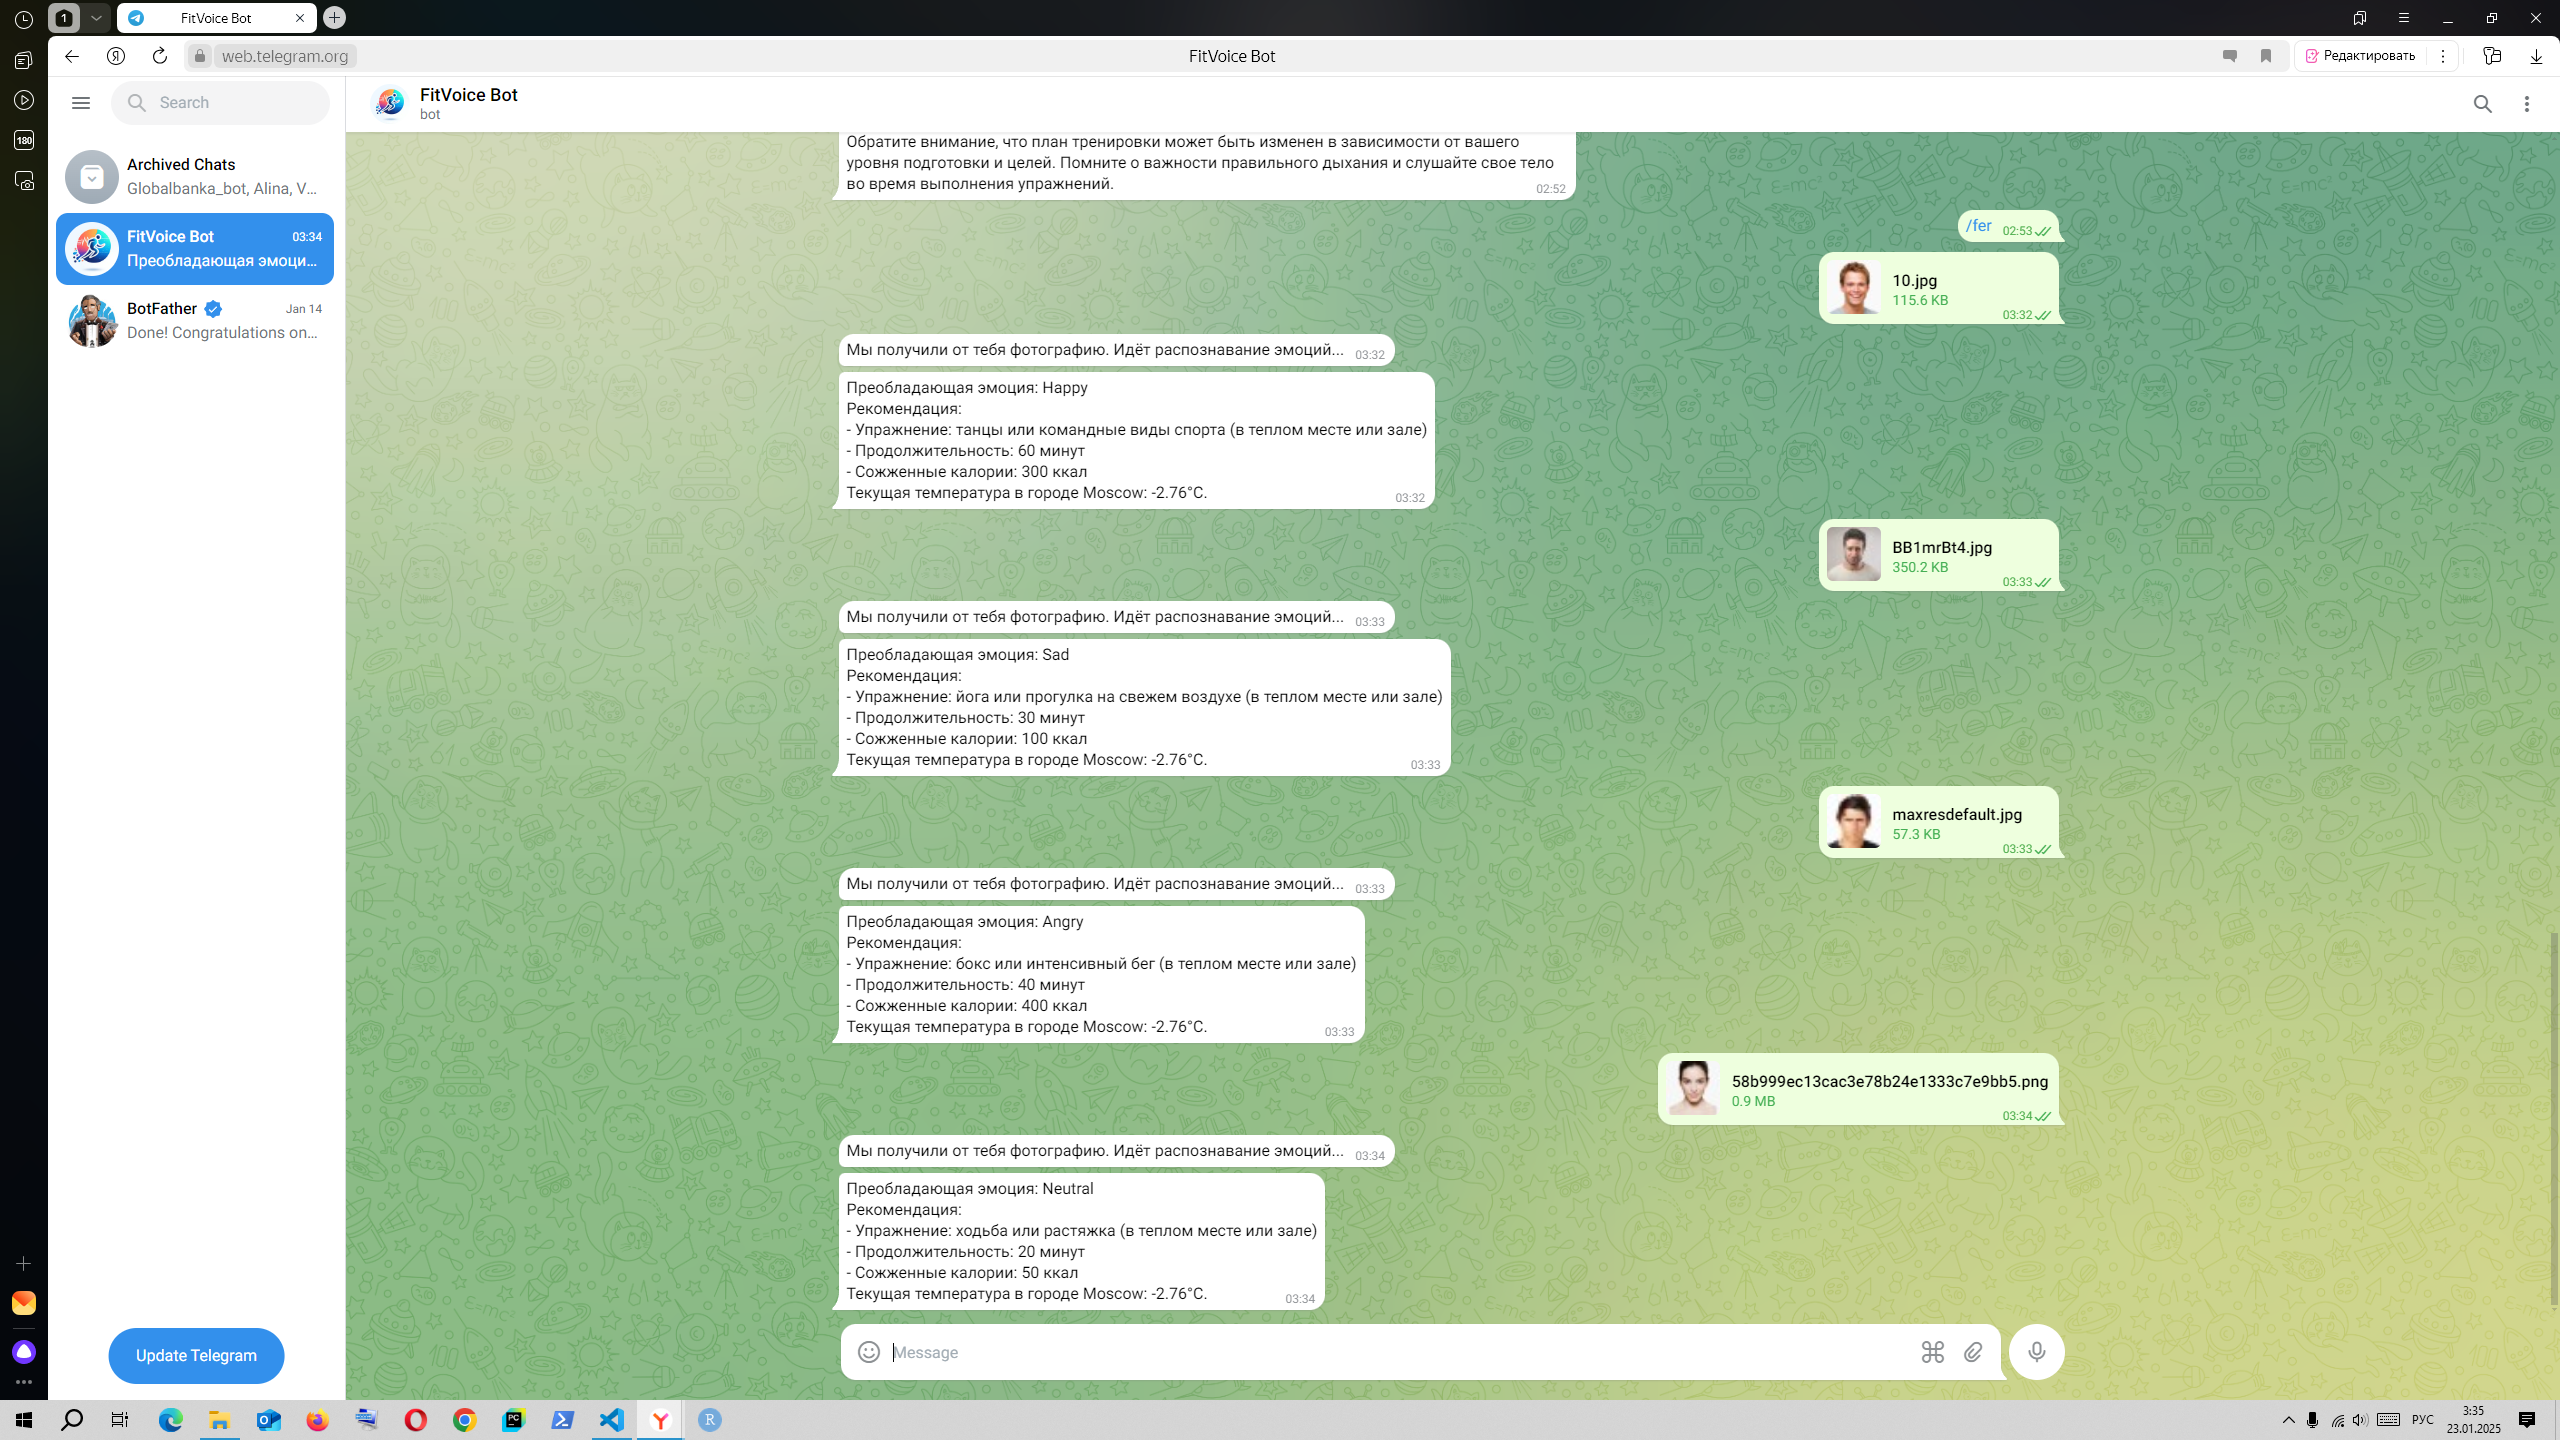 1
FitVoice Bot
web.telegram.org
FitVoice Bot
Редактировать
180
Search
Archived Chats
Globalbanka_bot, Alina, V...
FitVoice Bot 03:34
Преобладающая эмоци...
BotFather Jan 14
Done! Congratulations on...
Update Telegram
FitVoice Bot
bot
Обратите внимание, что план тренировки может быть изменен в зависимости от вашего
уровня подготовки и целей. Помните о важности правильного дыхания и слушайте свое тело
во время выполнения упражнений. 02:52
/fer 02:53
10.jpg
115.6 KB
03:32
Мы получили от тебя фотографию. Идёт распознавание эмоций... 03:32
Преобладающая эмоция: Happy
Рекомендация:
- Упражнение: танцы или командные виды спорта (в теплом месте или зале)
- Продолжительность: 60 минут
- Сожженные калории: 300 ккал
Текущая температура в городе Moscow: -2.76°C. 03:32
BB1mrBt4.jpg
350.2 KB
03:33
Мы получили от тебя фотографию. Идёт распознавание эмоций... 03:33
Преобладающая эмоция: Sad
Рекомендация:
- Упражнение: йога или прогулка на свежем воздухе (в теплом месте или зале)
- Продолжительность: 30 минут
- Сожженные калории: 100 ккал
Текущая температура в городе Moscow: -2.76°C. 03:33
maxresdefault.jpg
57.3 KB
03:33
Мы получили от тебя фотографию. Идёт распознавание эмоций... 03:33
Преобладающая эмоция: Angry
Рекомендация:
- Упражнение: бокс или интенсивный бег (в теплом месте или зале)
- Продолжительность: 40 минут
- Сожженные калории: 400 ккал
Текущая температура в городе Moscow: -2.76°C. 03:33
58b999ec13cac3e78b24e1333c7e9bb5.png
0.9 MB
03:34
Мы получили от тебя фотографию. Идёт распознавание эмоций... 03:34
Преобладающая эмоция: Neutral
Рекомендация:
- Упражнение: ходьба или растяжка (в теплом месте или зале)
- Продолжительность: 20 минут
- Сожженные калории: 50 ккал
Текущая температура в городе Moscow: -2.76°C. 03:34
Message
РУС
3:35
23.01.2025